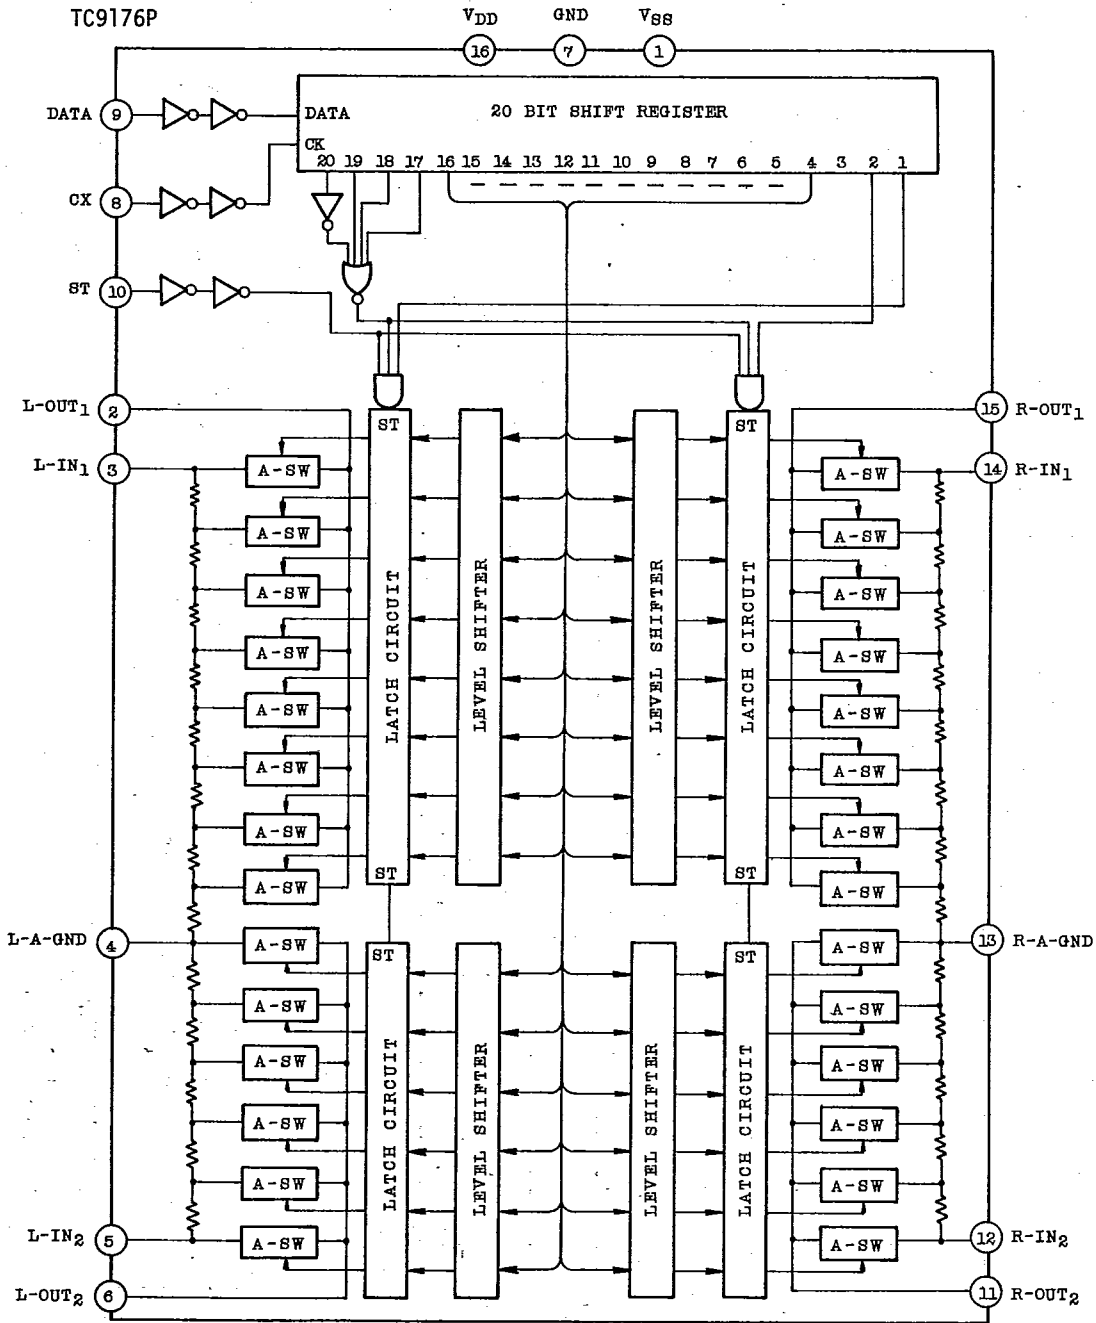 TC9176P
VDD GND VSS
16 7 1
DATA 9 DATA 20 BIT SHIFT REGISTER
CK
20 19 18 17 16 15 14 13 12 11 10 9 8 7 6 5 4 3 2 1
CX 8
ST 10
L-OUT1 2 15 R-OUT1
ST ST
L-IN1 3 A-SW A-SW 14 R-IN1
A-SW A-SW
A-SW A-SW
A-SW A-SW
LATCH CIRCUIT LEVEL SHIFTER LEVEL SHIFTER LATCH CIRCUIT
A-SW A-SW
A-SW A-SW
A-SW A-SW
A-SW A-SW
ST ST
L-A-GND 4 A-SW A-SW 13 R-A-GND
ST ST
A-SW A-SW
A-SW A-SW
LATCH CIRCUIT LEVEL SHIFTER LEVEL SHIFTER LATCH CIRCUIT
A-SW A-SW
A-SW A-SW
L-IN2 5 A-SW A-SW 12 R-IN2
L-OUT2 6 11 R-OUT2